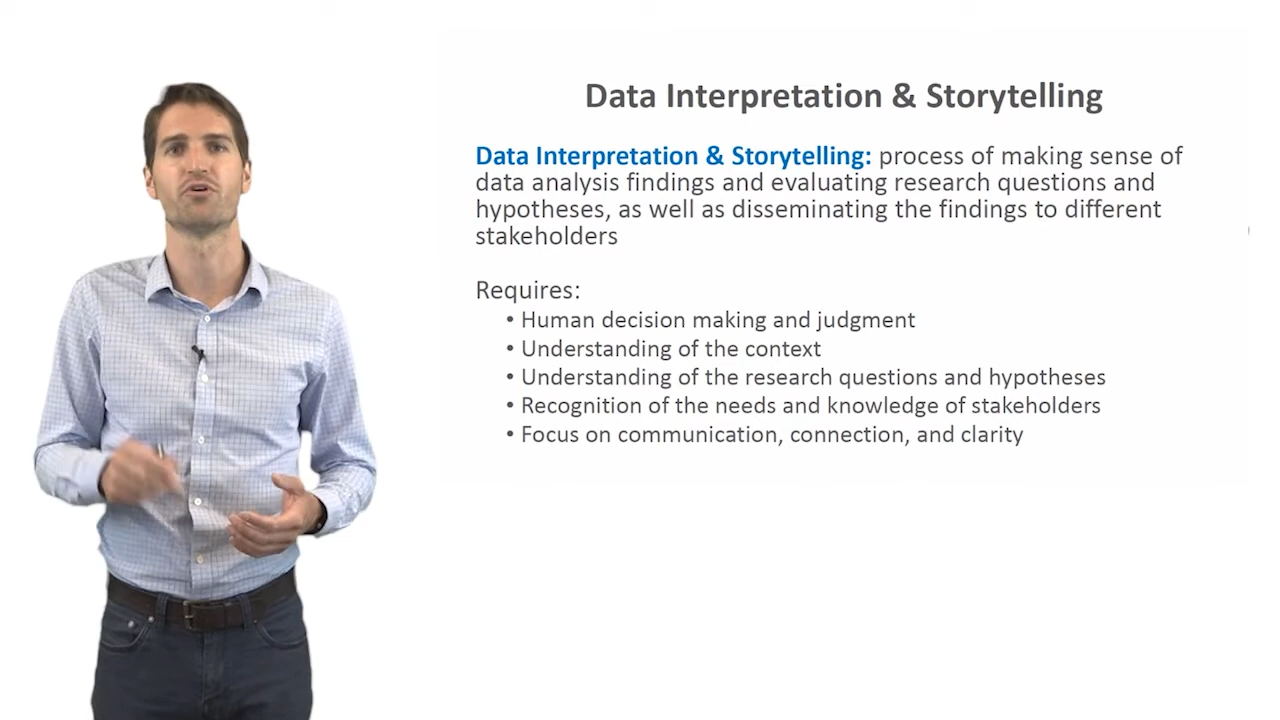 Data Interpretation & Storytelling
Data Interpretation & Storytelling: process of making sense of
data analysis findings and evaluating research questions and
hypotheses, as well as disseminating the findings to different
stakeholders
Requires:
• Human decision making and judgment
• Understanding of the context
• Understanding of the research questions and hypotheses
• Recognition of the needs and knowledge of stakeholders
• Focus on communication, connection, and clarity